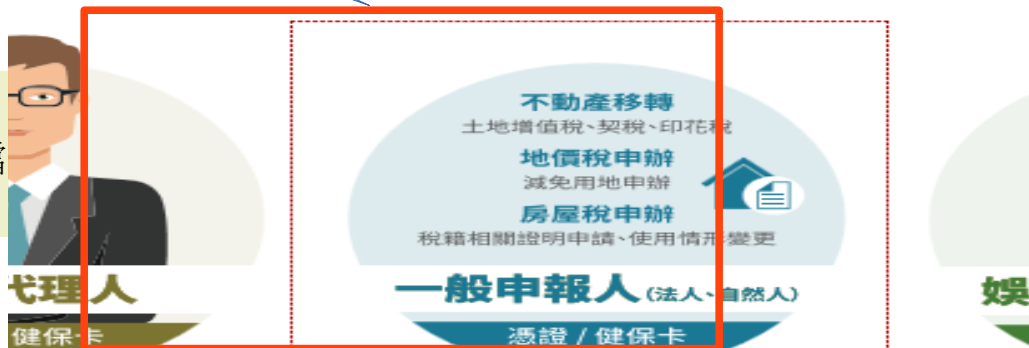 不動產移轉
土地增值稅、契稅、印花稅
地價稅申辦
減免用地申辦
房屋稅申辦
稅籍相關證明申請、使用情形變更
代理人
一般申報人(法人、自然人)
娛
健保卡
憑證 / 健保卡